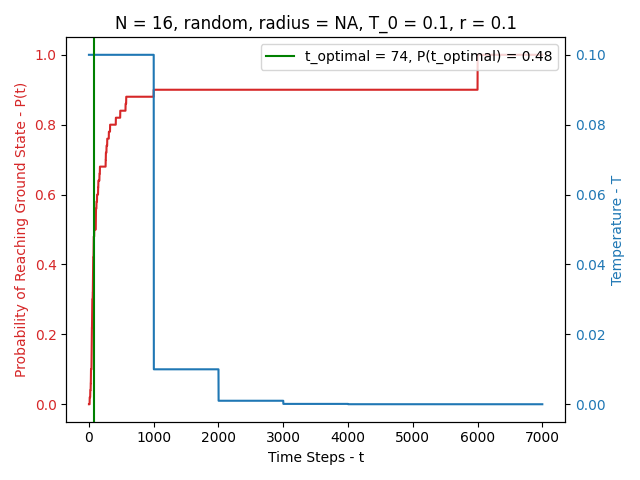 N = 16, random, radius = NA, T_0 = 0.1, r = 0.1
t_optimal = 74, P(t_optimal) = 0.48
Probability of Reaching Ground State - P(t)
1.0
0.8
0.6
0.4
0.2
0.0
0.10
0.08
0.06
0.04
0.02
0.00
Temperature - T
0 1000 2000 3000 4000 5000 6000 7000
Time Steps - t